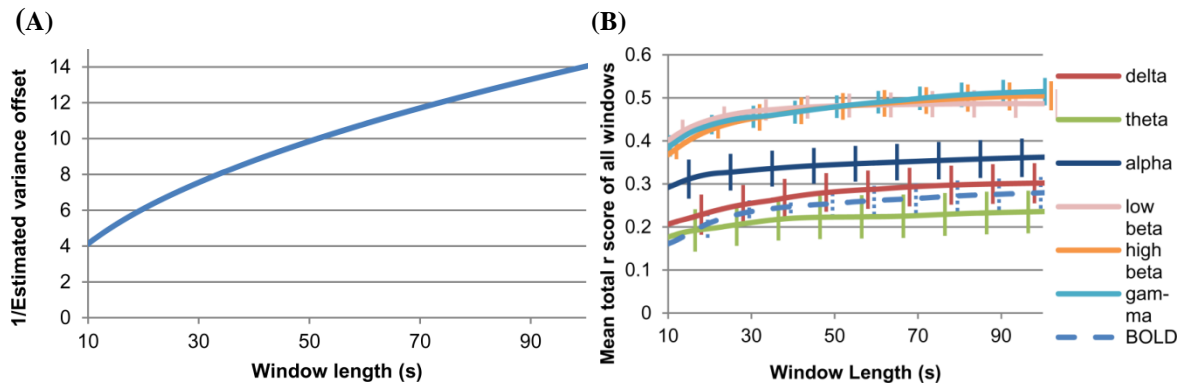 (A)
1/Estimated variance offset
14
12
10
8
6
4
2
0
10
30
50
70
90
Window length (s)
(B)
Mean total r score of all windows
0.6
0.5
0.4
0.3
0.2
0.1
0
10
30
50
70
90
Window Length (s)
delta
theta
alpha
low
beta
high
beta
gam-
ma
BOLD